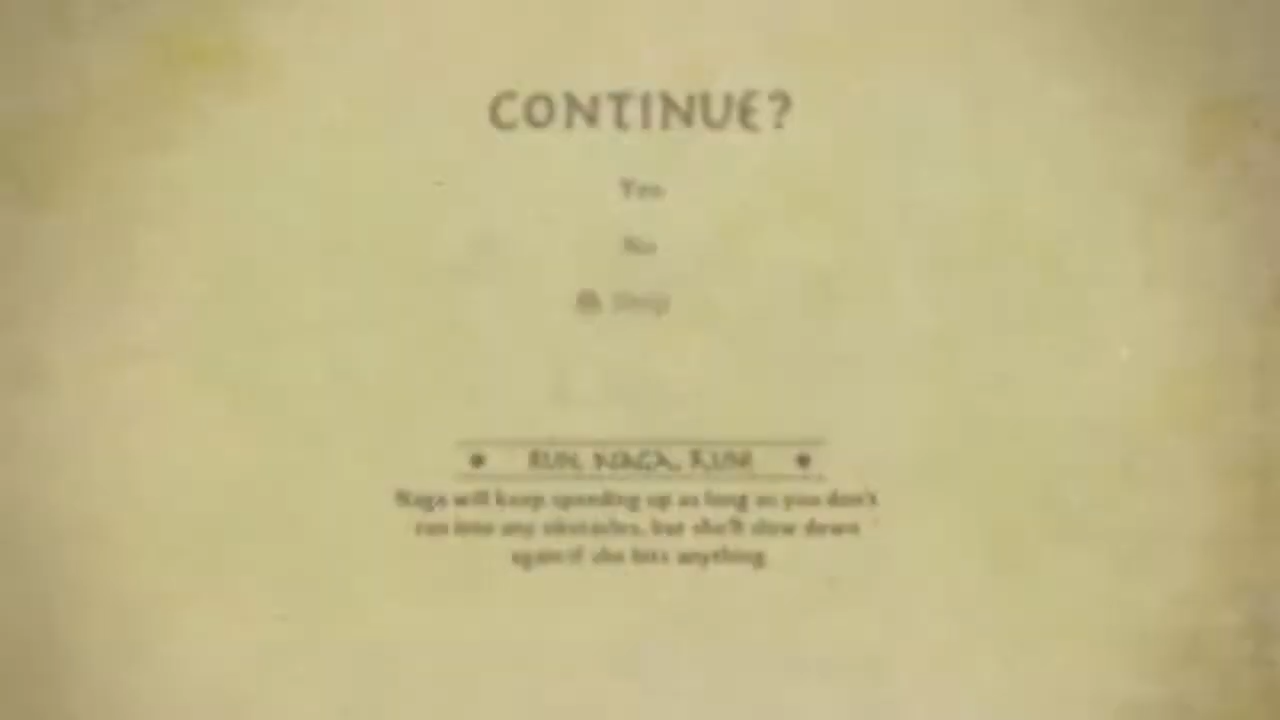 CONTINUE?
Yes
No
Shop
RUN, NAGA, RUN!
Naga will keep speeding up as long as you don't
run into any obstacles, but she'll slow down
again if she hits anything.